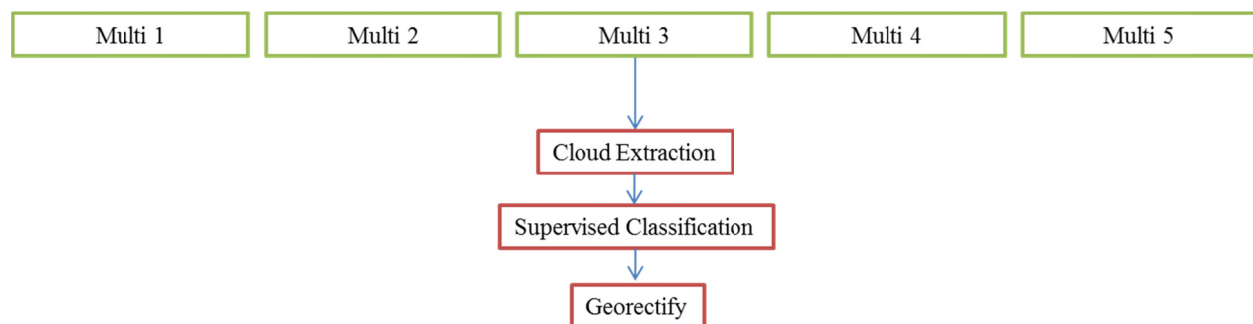 Multi 1
Multi 2
Multi 3
Multi 4
Multi 5
Cloud Extraction
Supervised Classification
Georectify